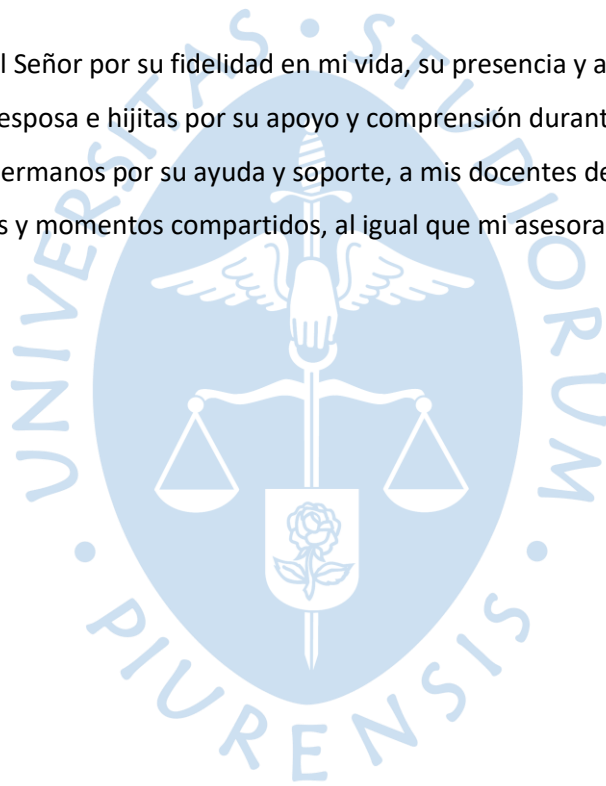 l Señor por su fidelidad en mi vida, su presencia y a
esposa e hijitas por su apoyo y comprensión durant
ermanos por su ayuda y soporte, a mis docentes de
s y momentos compartidos, al igual que mi asesora
UNIVERSITAS • STUDIORUM • PIURENSIS •